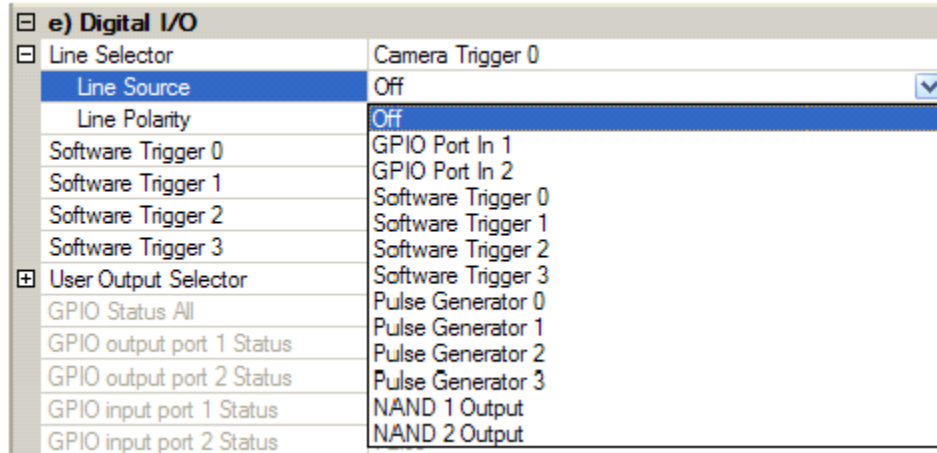 e) Digital I/O
Line Selector Camera Trigger 0
Line Source Off
Line Polarity Off
Software Trigger 0 GPIO Port In 1
GPIO Port In 2
Software Trigger 1 Software Trigger 0
Software Trigger 1
Software Trigger 2 Software Trigger 2
Software Trigger 3 Software Trigger 3
User Output Selector Pulse Generator 0
GPIO Status All Pulse Generator 1
GPIO output port 1 Status Pulse Generator 2
GPIO output port 2 Status Pulse Generator 3
GPIO input port 1 Status NAND 1 Output
GPIO input port 2 Status NAND 2 Output